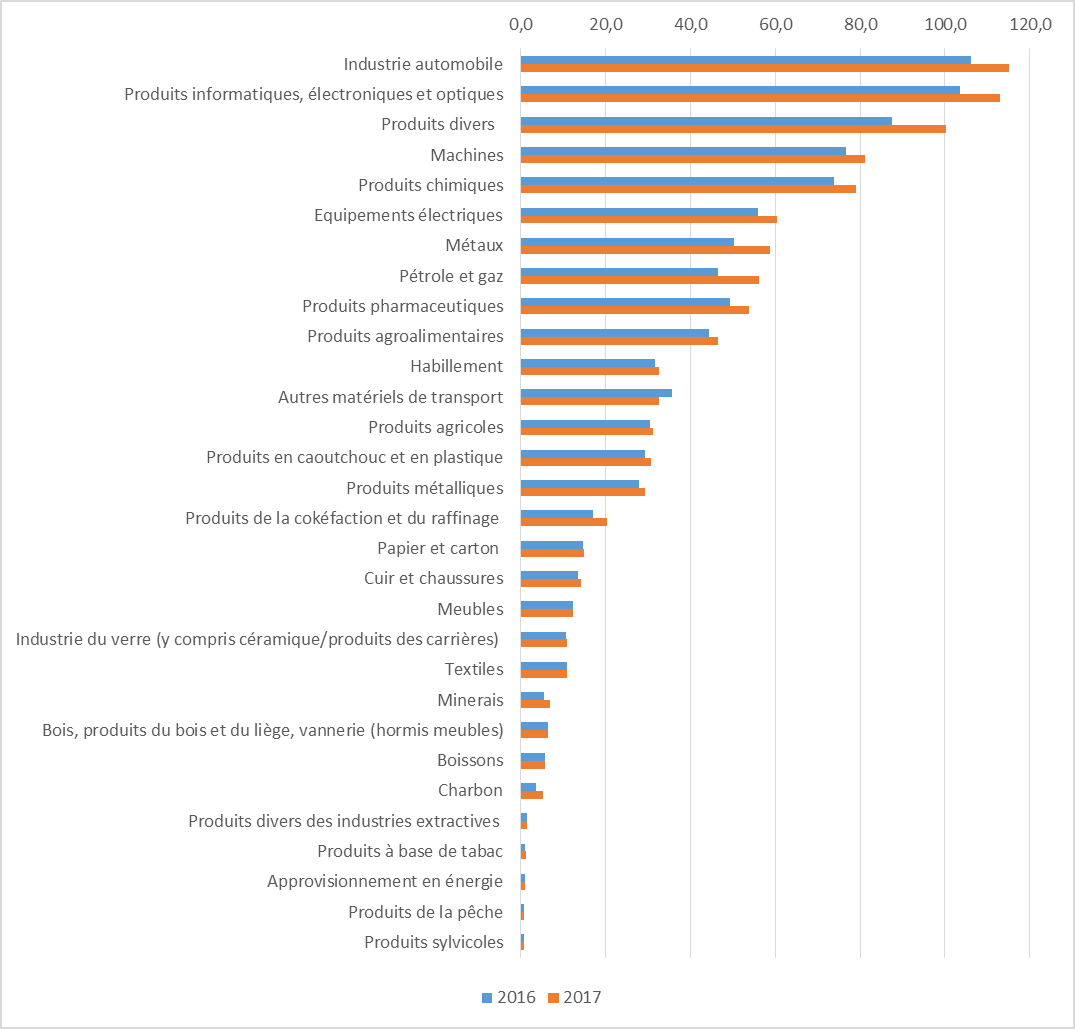 0,0 20,0 40,0 60,0 80,0 100,0 120,0
Industrie automobile
Produits informatiques, électroniques et optiques
Produits divers
Machines
Produits chimiques
Equipements électriques
Métaux
Pétrole et gaz
Produits pharmaceutiques
Produits agroalimentaires
Habillement
Autres matériels de transport
Produits agricoles
Produits en caoutchouc et en plastique
Produits métalliques
Produits de la cokéfaction et du raffinage
Papier et carton
Cuir et chaussures
Meubles
Industrie du verre (y compris céramique/produits des carrières)
Textiles
Minerais
Bois, produits du bois et du liège, vannerie (hormis meubles)
Boissons
Charbon
Produits divers des industries extractives
Produits à base de tabac
Approvisionnement en énergie
Produits de la pêche
Produits sylvicoles
2016 2017